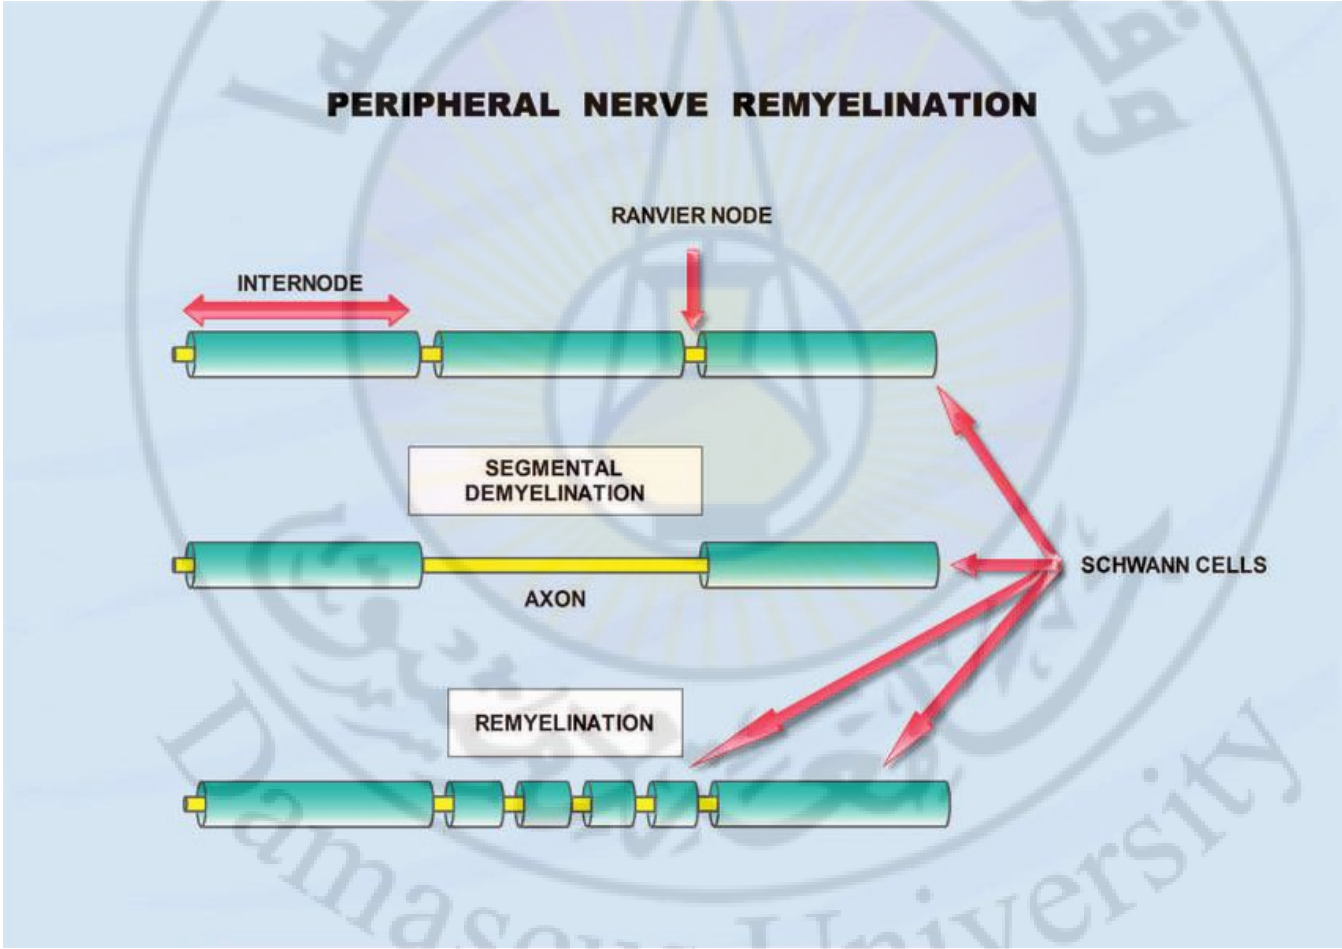 PERIPHERAL NERVE REMYELINATION
RANVIER NODE
INTERNODE
SEGMENTAL
DEMYELINATION
SCHWANN CELLS
AXON
REMYELINATION
Damascus University